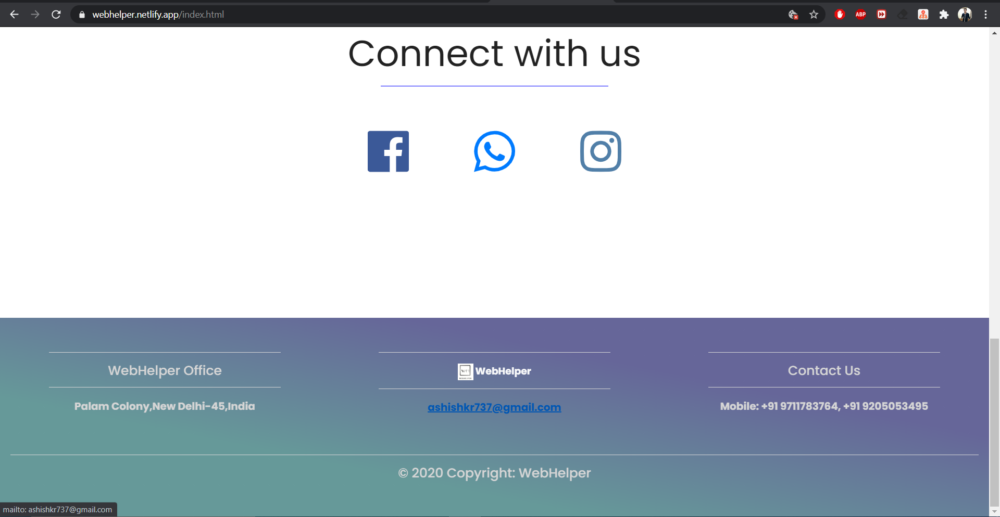 webhelper.netlify.app/index.html
ABP
Connect with us
WebHelper Office
WebHelper
Contact Us
Palam Colony,New Delhi-45,India
ashishkr737@gmail.com
Mobile: +91 9711783764, +91 9205053495
© 2020 Copyright: WebHelper
mailto: ashishkr737@gmail.com